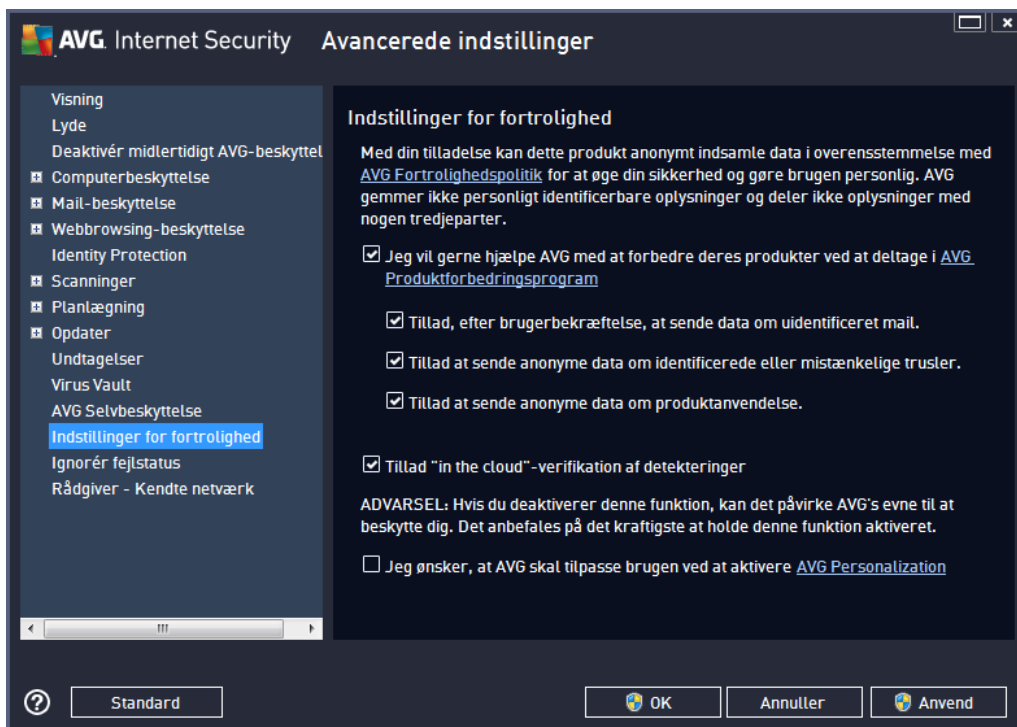 AVG. Internet Security Avancerede indstillinger
Visning
Lyde
Deaktivér midlertidigt AVG-beskyttel
Computerbeskyttelse
Mail-beskyttelse
Webbrowsing-beskyttelse
Identity Protection
Scanninger
Planlægning
Opdater
Undtagelser
Virus Vault
AVG Selvbeskyttelse
Indstillinger for fortrolighed
Ignorér fejlstatus
Rådgiver - Kendte netværk
Indstillinger for fortrolighed
Med din tilladelse kan dette produkt anonymt indsamle data i overensstemmelse med
AVG Fortrolighedspolitik for at øge din sikkerhed og gøre brugen personlig. AVG
gemmer ikke personligt identificerbare oplysninger og deler ikke oplysninger med
nogen tredjeparter.
Jeg vil gerne hjælpe AVG med at forbedre deres produkter ved at deltage i AVG
Produktforbedringsprogram
Tillad, efter brugerbekræftelse, at sende data om uidentificeret mail.
Tillad at sende anonyme data om identificerede eller mistænkelige trusler.
Tillad at sende anonyme data om produktanvendelse.
Tillad "in the cloud"-verifikation af detekteringer
ADVARSEL: Hvis du deaktiverer denne funktion, kan det påvirke AVG's evne til at
beskytte dig. Det anbefales på det kraftigste at holde denne funktion aktiveret.
Jeg ønsker, at AVG skal tilpasse brugen ved at aktivere AVG Personalization
Standard
OK
Annuller
Anvend